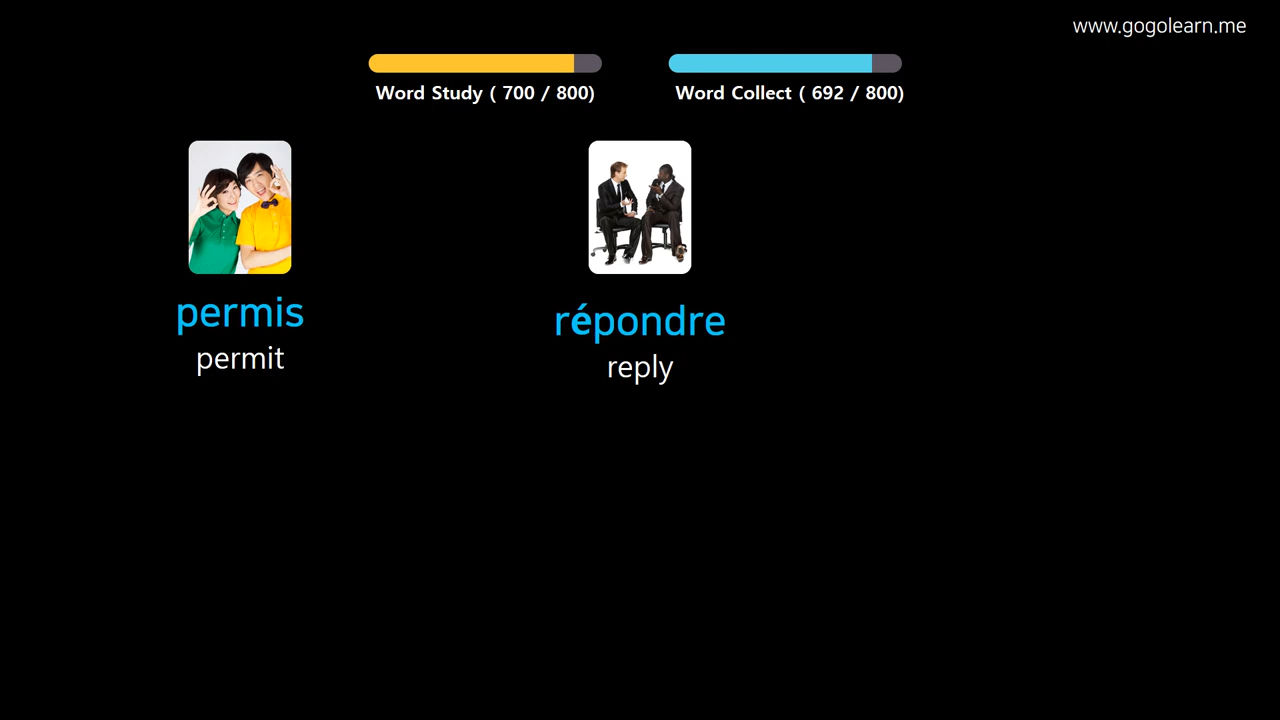 www.gogolearn.me
Word Study ( 700 / 800)
Word Collect ( 692 / 800)
permis
permit
répondre
reply